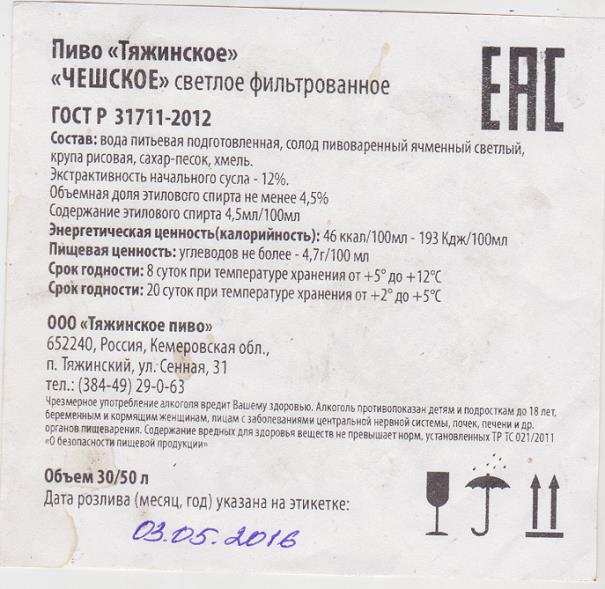 Пиво «Тяжинское»
«ЧЕШСКОЕ» светлое фильтрованное
EAC
ГОСТ Р 31711-2012
Состав: вода питьевая подготовленная, солод пивоваренный ячменный светлый,
крупа рисовая, сахар-песок, хмель.
Экстрактивность начального сусла - 12%.
Объемная доля этилового спирта не менее 4,5%
Содержание этилового спирта 4,5мл/100мл
Энергетическая ценность(калорийность): 46 ккал/100мл - 193 Кдж/100мл
Пищевая ценность: углеводов не более - 4,7г/100 мл
Срок годности: 8 суток при температуре хранения от +5° до +12°С
Срок годности: 20 суток при температуре хранения от +2° до +5°С
ООО «Тяжинское пиво»
652240, Россия, Кемеровская обл.,
п. Тяжинский, ул. Сенная, 31
тел.: (384-49) 29-0-63
Чрезмерное употребление алкоголя вредит Вашему здоровью. Алкоголь противопоказан детям и подросткам до 18 лет,
беременным и кормящим женщинам, лицам с заболеваниями центральной нервной системы, почек, печени и др.
органов пищеварения. Содержание вредных для здоровья веществ не превышает норм, установленных ТР ТС 021/2011
«О безопасности пищевой продукции»
Объем 30/50 л
Дата розлива (месяц, год) указана на этикетке:
03.05.2016